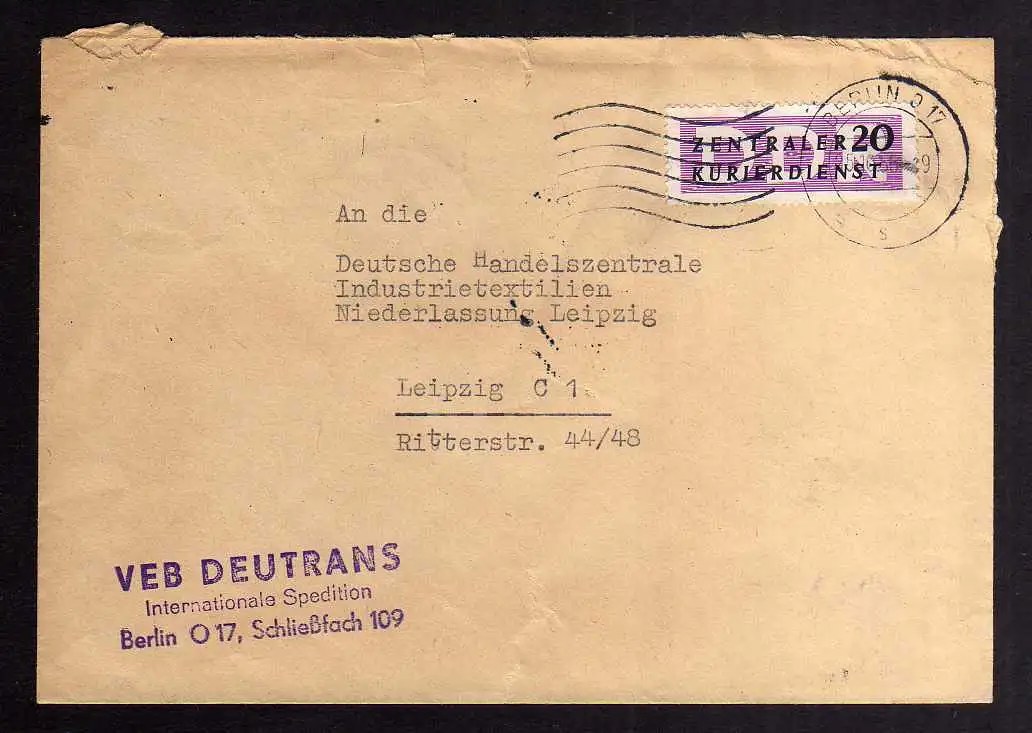 BERLIN O 17
DDR
ZENTRALER 20
KURIERDIENST
s
An die
Deutsche Handelszentrale
Industrietextilien
Niederlassung Leipzig
Leipzig C 1
Ritterstr. 44/48
VEB DEUTRANS
Internationale Spedition
Berlin O 17, Schließfach 109